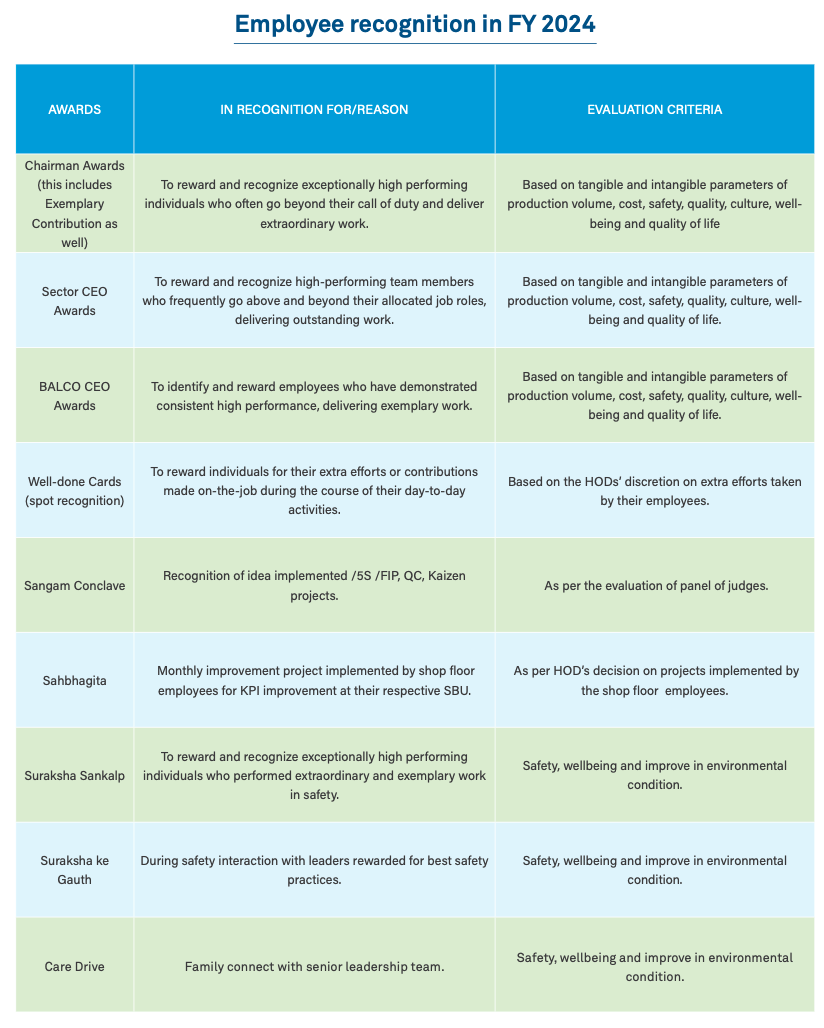 Employee recognition in FY 2024
AWARDS
IN RECOGNITION FOR/REASON
EVALUATION CRITERIA
Chairman Awards
(this includes
Exemplary
Contribution as
well)
To reward and recognize exceptionally high performing
individuals who often go beyond their call of duty and deliver
extraordinary work.
Based on tangible and intangible parameters of
production volume, cost, safety, quality, culture, well-
being and quality of life
Sector CEO
Awards
To reward and recognize high-performing team members
who frequently go above and beyond their allocated job roles,
delivering outstanding work.
Based on tangible and intangible parameters of
production volume, cost, safety, quality, culture, well-
being and quality of life.
BALCO CEO
Awards
To identify and reward employees who have demonstrated
consistent high performance, delivering exemplary work.
Based on tangible and intangible parameters of
production volume, cost, safety, quality, culture, well-
being and quality of life.
Well-done Cards
(spot recognition)
To reward individuals for their extra efforts or contributions
made on-the-job during the course of their day-to-day
activities.
Based on the HODs’ discretion on extra efforts taken
by their employees.
Sangam Conclave
Recognition of idea implemented /5S /FIP, QC, Kaizen
projects.
As per the evaluation of panel of judges.
Sahbhagita
Monthly improvement project implemented by shop floor
employees for KPI improvement at their respective SBU.
As per HOD’s decision on projects implemented by
the shop floor employees.
Suraksha Sankalp
To reward and recognize exceptionally high performing
individuals who performed extraordinary and exemplary work
in safety.
Safety, wellbeing and improve in environmental
condition.
Suraksha ke
Gauth
During safety interaction with leaders rewarded for best safety
practices.
Safety, wellbeing and improve in environmental
condition.
Care Drive
Family connect with senior leadership team.
Safety, wellbeing and improve in environmental
condition.